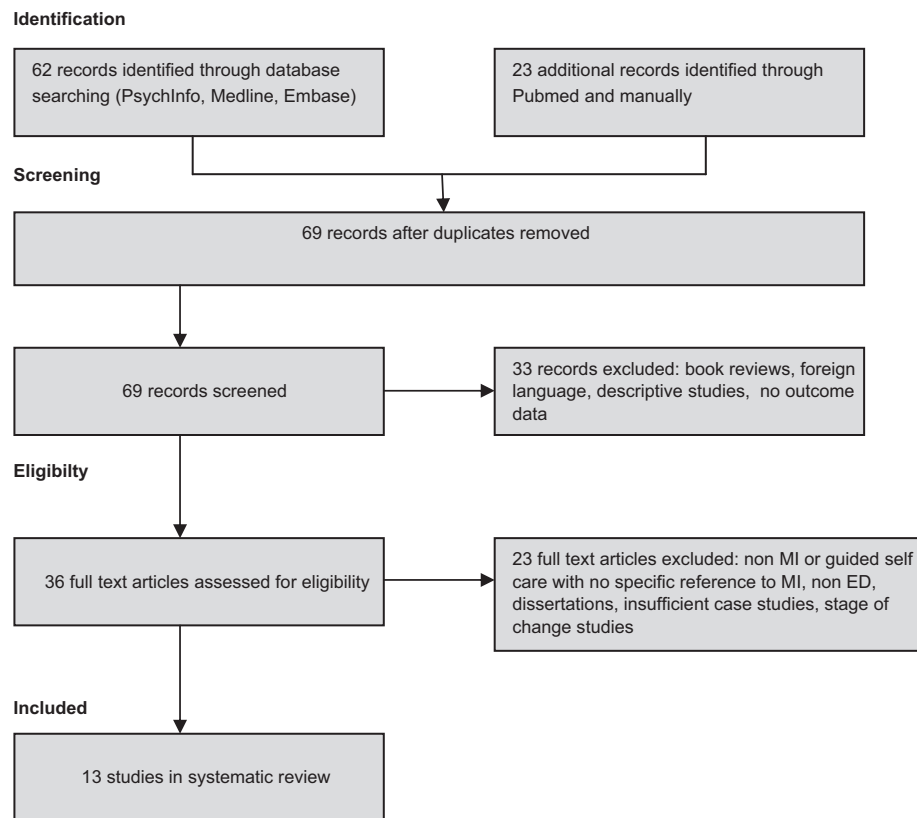 Identification
62 records identified through database
searching (PsychInfo, Medline, Embase)
23 additional records identified through
Pubmed and manually
Screening
69 records after duplicates removed
69 records screened
33 records excluded: book reviews, foreign
language, descriptive studies,  no outcome
data
Eligibilty
36 full text articles assessed for eligibility
23 full text articles excluded: non MI or guided self
care with no specific reference to MI, non ED,
dissertations, insufficient case studies, stage of
change studies
Included
13 studies in systematic review